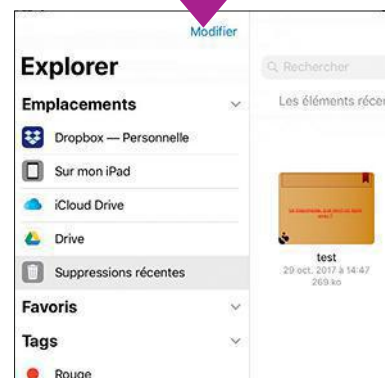 Modifier
Explorer
Rechercher
Emplacements
Les éléments récen
Dropbox — Personnelle
Sur mon iPad
iCloud Drive
Drive
Suppressions récentes
test
29 oct. 2017 à 14:47
269 ko
Favoris
Tags
Rouge